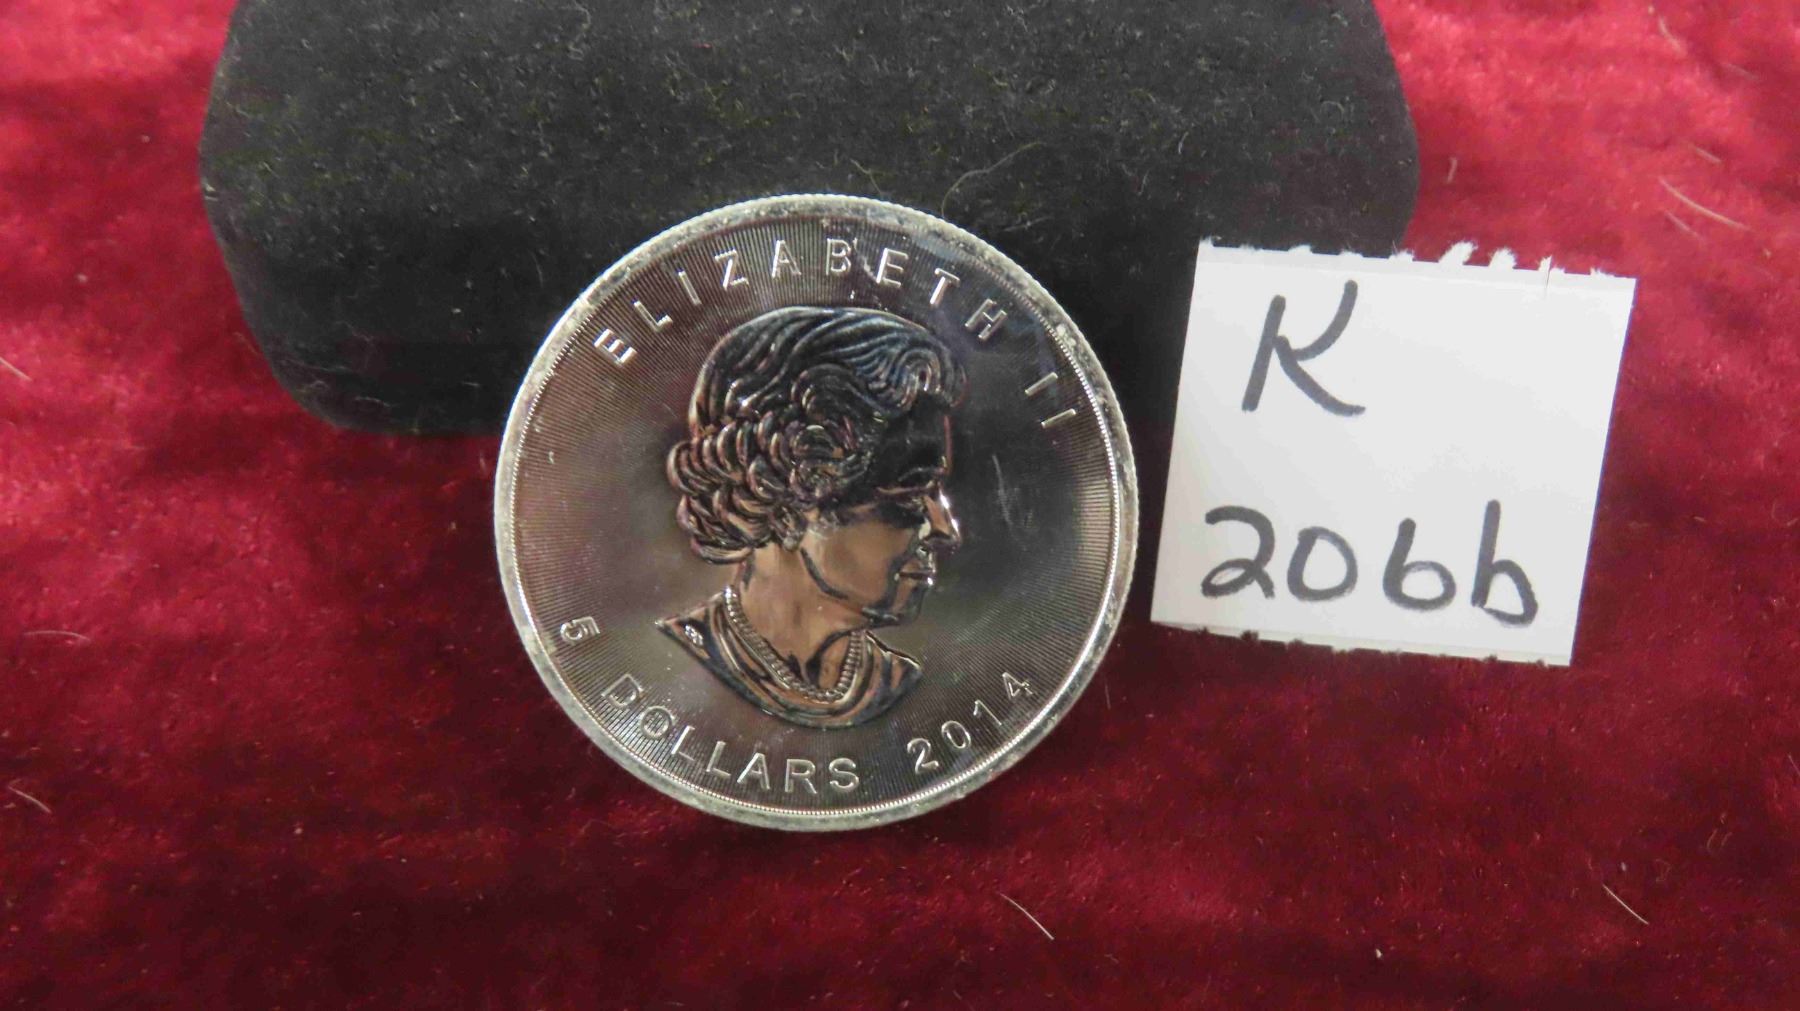 ELIZABETH II
5 DOLLARS 2014
K
206b